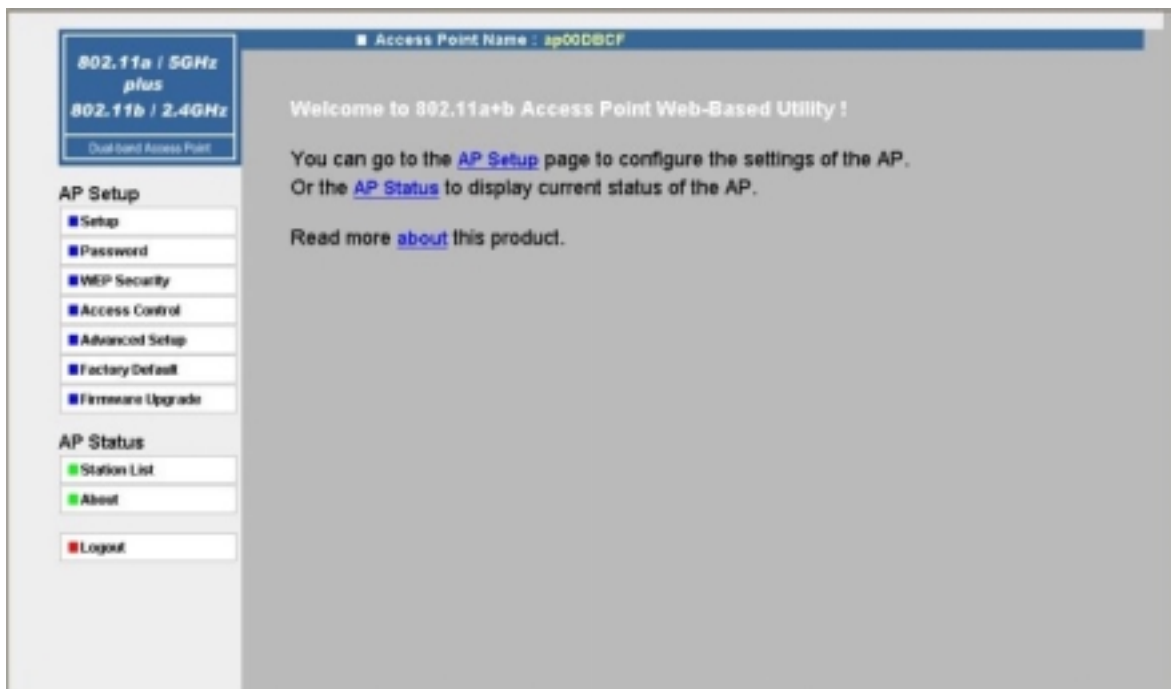 802.11a / 5GHz
plus
802.11b / 2.4GHz
Dual-band Access Point
Access Point Name : ap00DBCF
Welcome to 802.11a+b Access Point Web-Based Utility !
You can go to the AP Setup page to configure the settings of the AP.
Or the AP Status to display current status of the AP.
Read more about this product.
AP Setup
Setup
Password
WEP Security
Access Control
Advanced Setup
Factory Default
Firmware Upgrade
AP Status
Station List
About
Logout